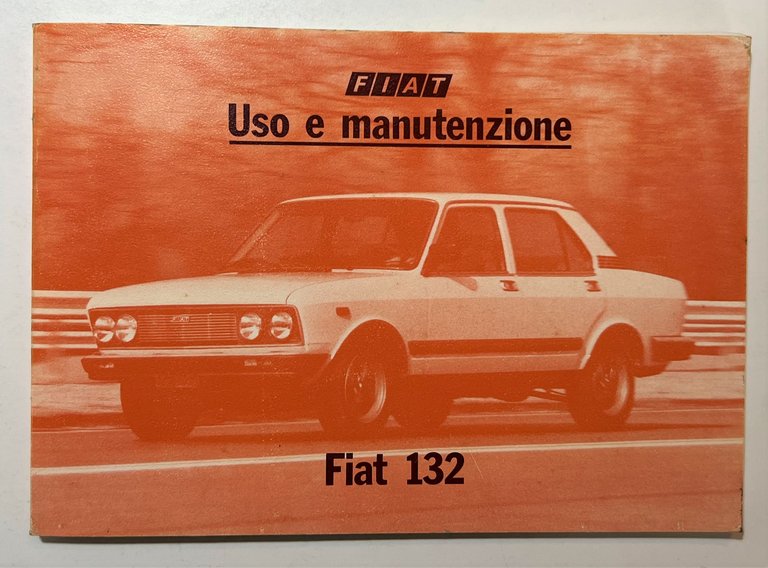 FIAT
Uso e manutenzione
Fiat 132